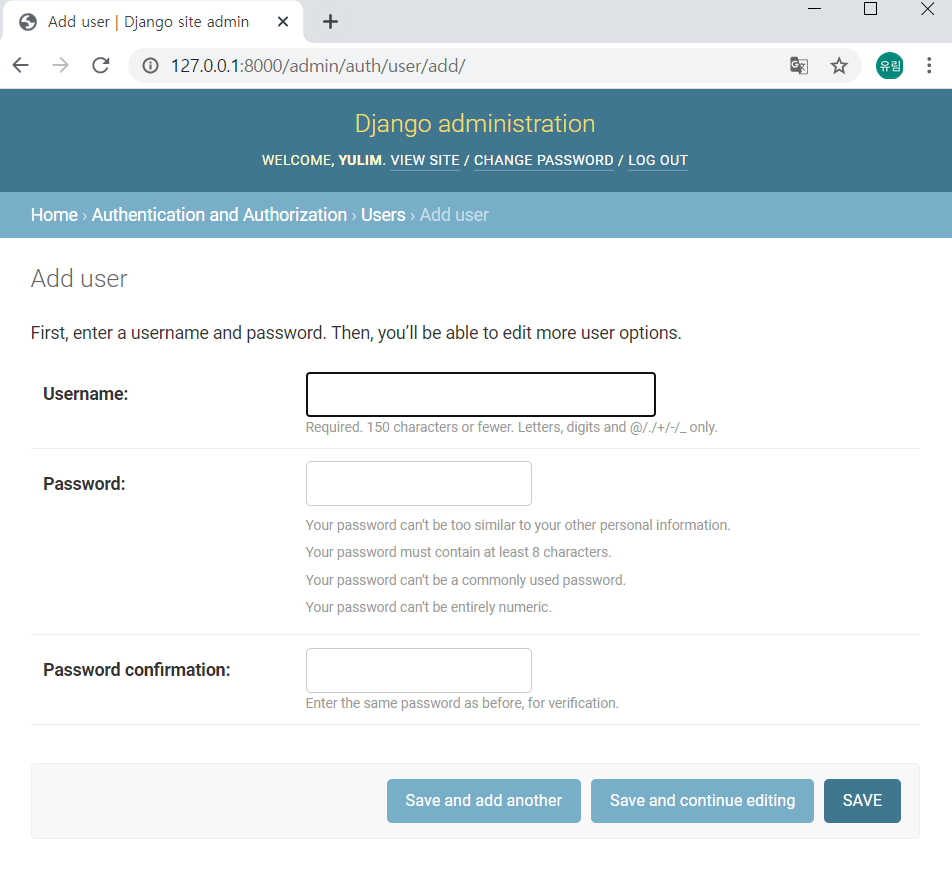 Add user | Django site admin
127.0.0.1:8000/admin/auth/user/add/
유림
Django administration
WELCOME, YULIM. VIEW SITE / CHANGE PASSWORD / LOG OUT
Home › Authentication and Authorization › Users › Add user
Add user
First, enter a username and password. Then, you’ll be able to edit more user options.
Username:
Required. 150 characters or fewer. Letters, digits and @/./+/-/_ only.
Password:
Your password can’t be too similar to your other personal information.
Your password must contain at least 8 characters.
Your password can’t be a commonly used password.
Your password can’t be entirely numeric.
Password confirmation:
Enter the same password as before, for verification.
Save and add another
Save and continue editing
SAVE